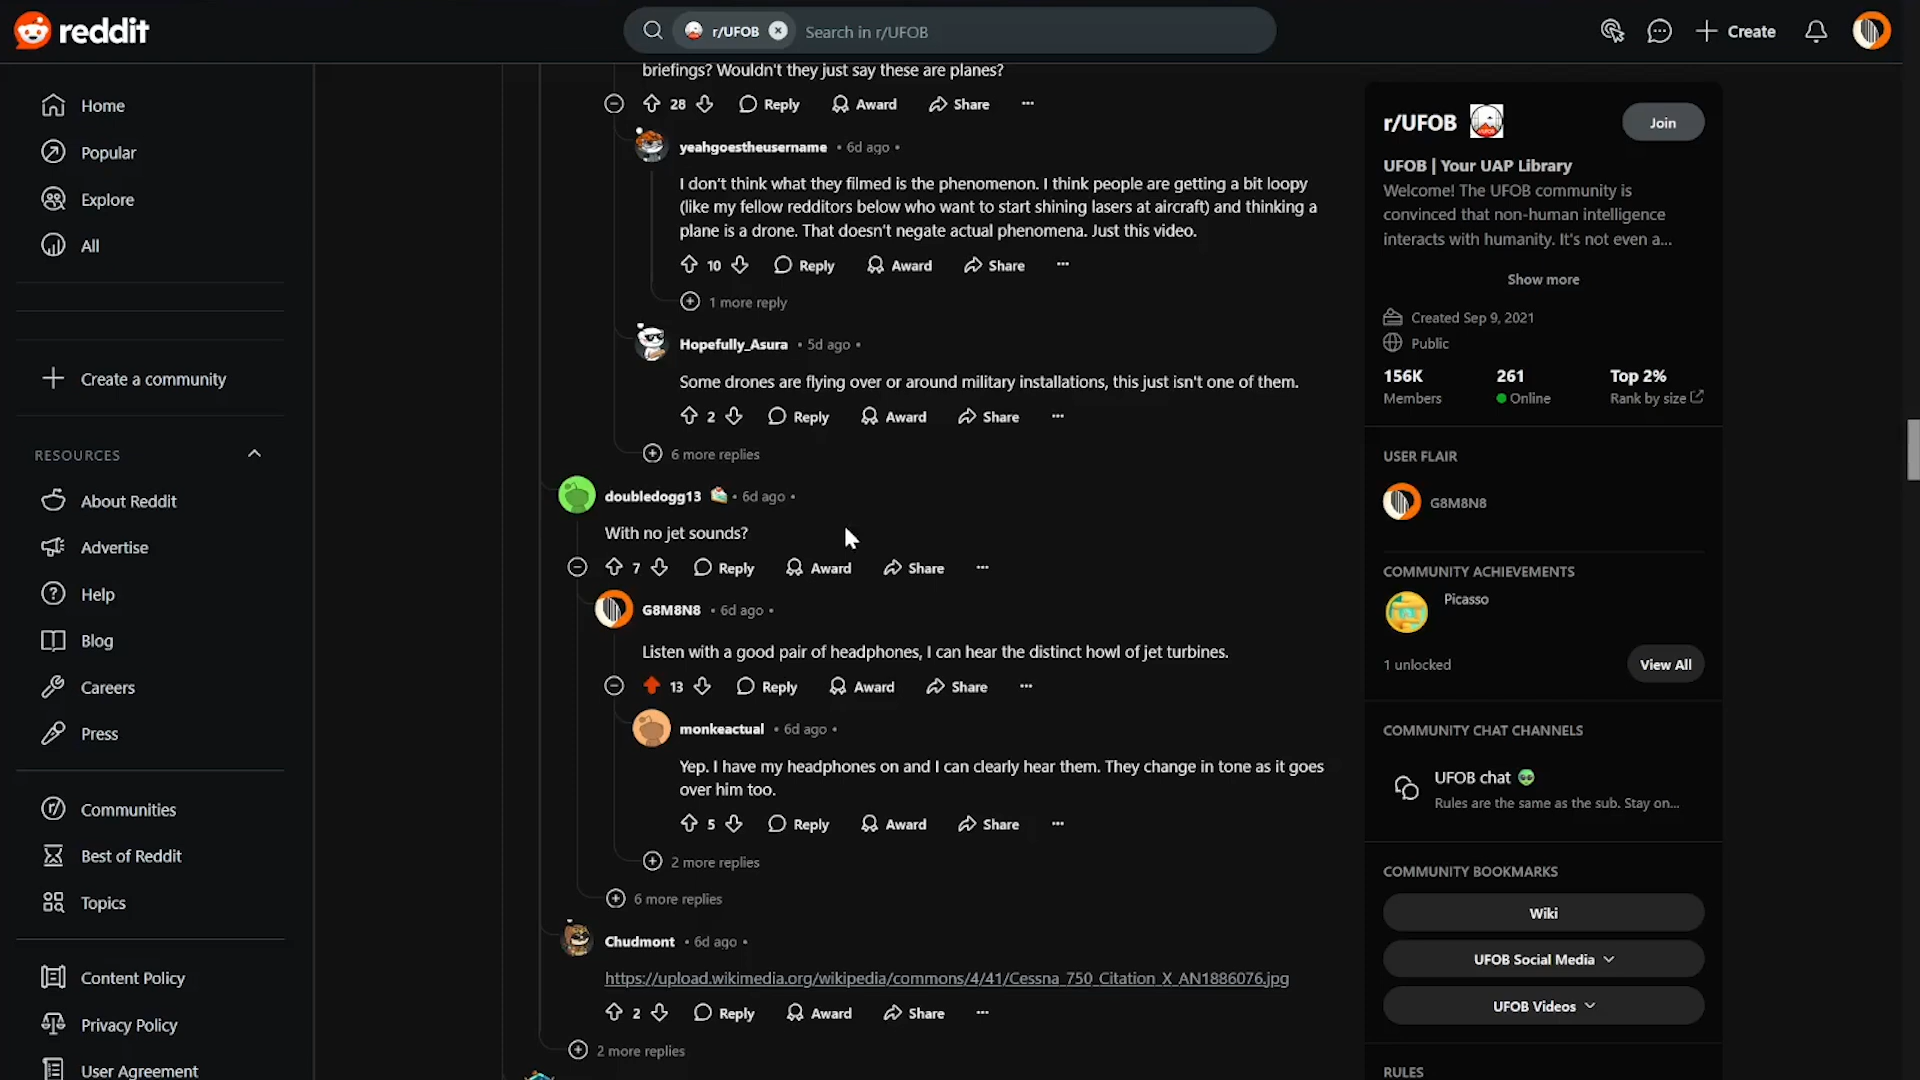 reddit
r/UFOB
Search in r/UFOB
Create
Home
Popular
Explore
All
Create a community
RESOURCES
About Reddit
Advertise
Help
Blog
Careers
Press
Communities
Best of Reddit
Topics
Content Policy
Privacy Policy
User Agreement
briefings? Wouldn't they just say these are planes?
28 Reply Award Share
yeahgoestheusername • 6d ago •
I don't think what they filmed is the phenomenon. I think people are getting a bit loopy
(like my fellow redditors below who want to start shining lasers at aircraft) and thinking a
plane is a drone. That doesn't negate actual phenomena. Just this video.
10 Reply Award Share
1 more reply
Hopefully_Asura • 5d ago •
Some drones are flying over or around military installations, this just isn't one of them.
2 Reply Award Share
6 more replies
doubledogg13 • 6d ago •
With no jet sounds?
7 Reply Award Share
G8M8N8 • 6d ago •
Listen with a good pair of headphones, I can hear the distinct howl of jet turbines.
13 Reply Award Share
monkeactual • 6d ago •
Yep. I have my headphones on and I can clearly hear them. They change in tone as it goes
over him too.
5 Reply Award Share
2 more replies
6 more replies
Chudmont • 6d ago •
https://upload.wikimedia.org/wikipedia/commons/4/41/Cessna_750_Citation_X_AN1886076.jpg
2 Reply Award Share
2 more replies
r/UFOB
Join
UFOB | Your UAP Library
Welcome! The UFOB community is
convinced that non-human intelligence
interacts with humanity. It's not even a...
Show more
Created Sep 9, 2021
Public
156K 261 Top 2%
Members Online Rank by size
USER FLAIR
G8M8N8
COMMUNITY ACHIEVEMENTS
Picasso
1 unlocked
View All
COMMUNITY CHAT CHANNELS
UFOB chat
Rules are the same as the sub. Stay on...
COMMUNITY BOOKMARKS
Wiki
UFOB Social Media
UFOB Videos
RULES